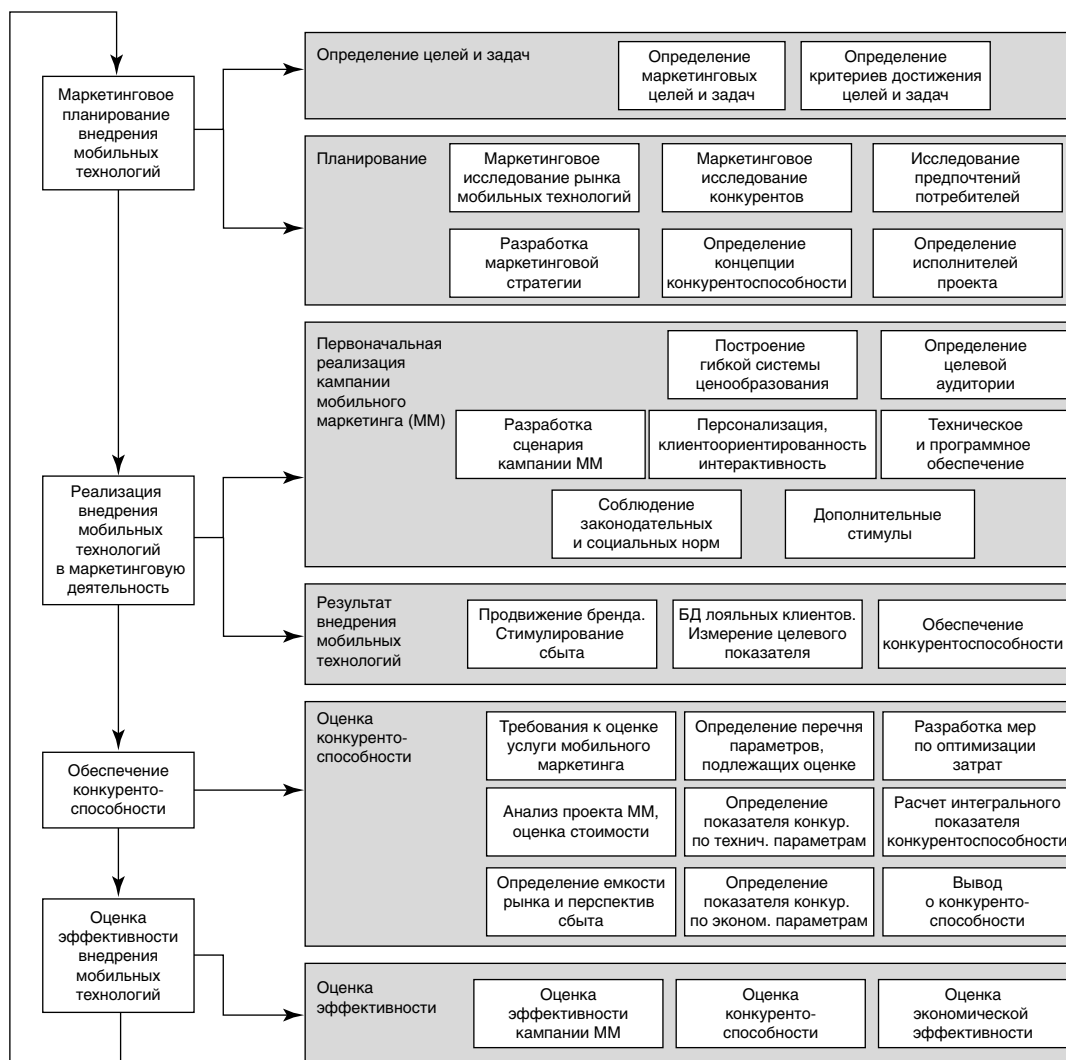 Маркетинговое
планирование
внедрения
мобильных
технологий
Определение целей и задач
Определение
маркетинговых
целей и задач
Определение
критериев достижения
целей и задач
Планирование
Маркетинговое
исследование рынка
мобильных технологий
Маркетинговое
исследование
конкурентов
Исследование
предпочтений
потребителей
Разработка
маркетинговой
стратегии
Определение
концепции
конкурентоспособности
Определение
исполнителей
проекта
Реализация
внедрения
мобильных
технологий
в маркетинговую
деятельность
Первоначальная
реализация
кампании
мобильного
маркетинга (ММ)
Построение
гибкой системы
ценообразования
Определение
целевой
аудитории
Разработка
сценария
кампании ММ
Персонализация,
клиентоориентированность
интерактивность
Техническое
и программное
обеспечение
Соблюдение
законодательных
и социальных норм
Дополнительные
стимулы
Результат
внедрения
мобильных
технологий
Продвижение бренда.
Стимулирование
сбыта
БД лояльных клиентов.
Измерение целевого
показателя
Обеспечение
конкурентоспособности
Обеспечение
конкуренто-
способности
Оценка
конкуренто-
способности
Требования к оценке
услуги мобильного
маркетинга
Определение перечня
параметров,
подлежащих оценке
Разработка мер
по оптимизации
затрат
Анализ проекта ММ,
оценка стоимости
Определение
показателя конкур.
по технич. параметрам
Расчет интегрального
показателя
конкурентоспособности
Определение емкости
рынка и перспектив
сбыта
Определение
показателя конкур.
по эконом. параметрам
Вывод
о конкуренто-
способности
Оценка
эффективности
внедрения
мобильных
технологий
Оценка
эффективности
Оценка
эффективности
кампании ММ
Оценка
конкуренто-
способности
Оценка
экономической
эффективности